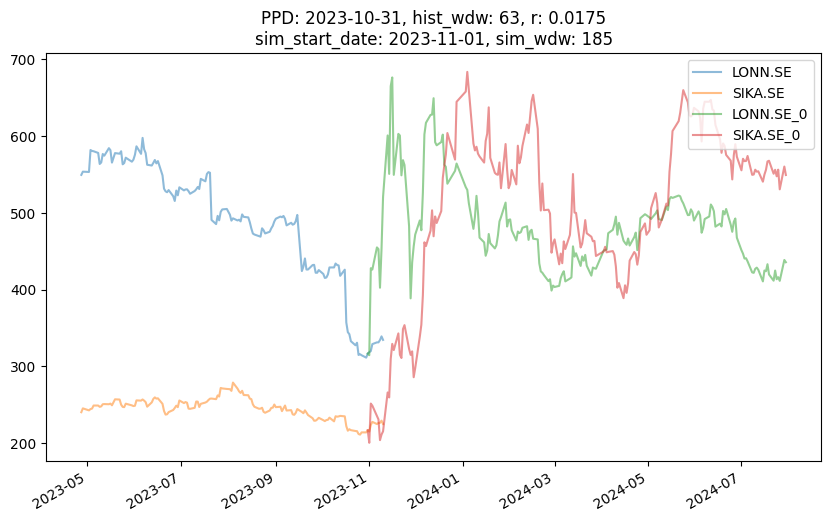 PPD: 2023-10-31, hist_wdw: 63, r: 0.0175
sim_start_date: 2023-11-01, sim_wdw: 185
700
600
500
400
300
200
LONN.SE
SIKA.SE
LONN.SE_0
SIKA.SE_0
2023-05
2023-07
2023-09
2023-11
2024-01
2024-03
2024-05
2024-07